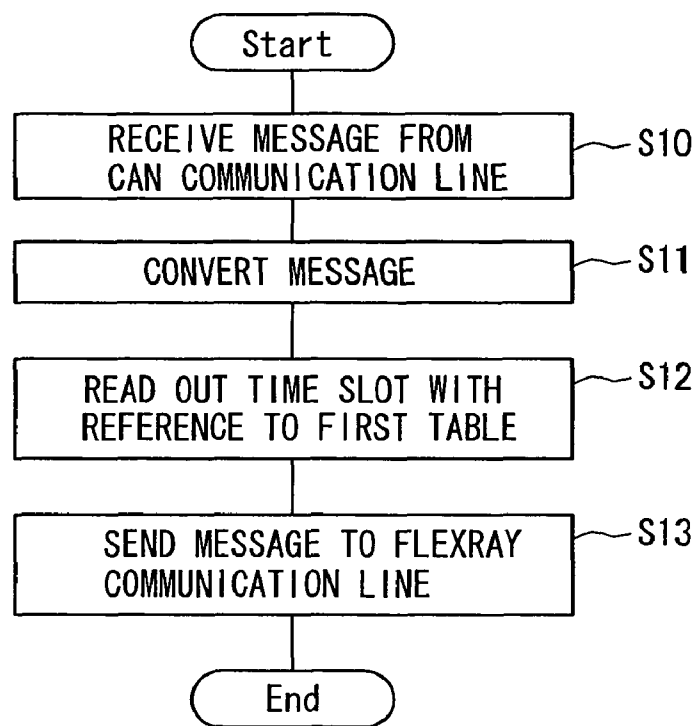 Start
RECEIVE MESSAGE FROM
CAN COMMUNICATION LINE
S10
CONVERT MESSAGE
S11
READ OUT TIME SLOT WITH
REFERENCE TO FIRST TABLE
S12
SEND MESSAGE TO FLEXRAY
COMMUNICATION LINE
S13
End